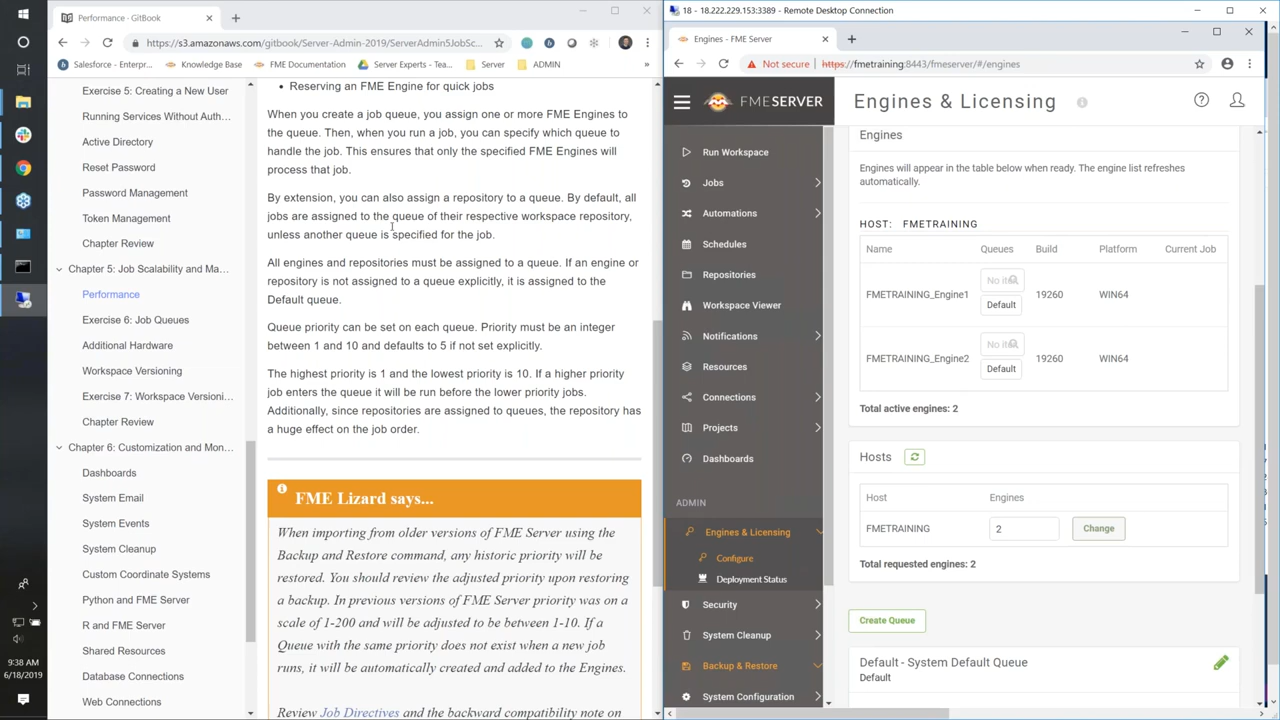 Performance - GitBook
https://s3.amazonaws.com/gitbook/Server-Admin-2019/ServerAdmin5JobSc...
Salesforce - Enterpr...
Knowledge Base
FME Documentation
Server Experts - Tea...
Server
ADMIN
»
Exercise 5: Creating a New User
Running Services Without Auth...
Active Directory
Reset Password
Password Management
Token Management
Chapter Review
Chapter 5: Job Scalability and Ma...
Performance
Exercise 6: Job Queues
Additional Hardware
Workspace Versioning
Exercise 7: Workspace Versioni...
Chapter Review
Chapter 6: Customization and Mon...
Dashboards
System Email
System Events
System Cleanup
Custom Coordinate Systems
Python and FME Server
R and FME Server
Shared Resources
Database Connections
Web Connections
• Reserving an FME Engine for quick jobs
When you create a job queue, you assign one or more FME Engines to
the queue. Then, when you run a job, you can specify which queue to
handle the job. This ensures that only the specified FME Engines will
process that job.
By extension, you can also assign a repository to a queue. By default, all
jobs are assigned to the queue of their respective workspace repository,
unless another queue is specified for the job.
All engines and repositories must be assigned to a queue. If an engine or
repository is not assigned to a queue explicitly, it is assigned to the
Default queue.
Queue priority can be set on each queue. Priority must be an integer
between 1 and 10 and defaults to 5 if not set explicitly.
The highest priority is 1 and the lowest priority is 10. If a higher priority
job enters the queue it will be run before the lower priority jobs.
Additionally, since repositories are assigned to queues, the repository has
a huge effect on the job order.
FME Lizard says...
When importing from older versions of FME Server using the
Backup and Restore command, any historic priority will be
restored. You should review the adjusted priority upon restoring
a backup. In previous versions of FME Server priority was on a
scale of 1-200 and will be adjusted to be between 1-10. If a
Queue with the same priority does not exist when a new job
runs, it will be automatically created and added to the Engines.
Review Job Directives and the backward compatibility note on
9:38 AM
6/18/2019
18 - 18.222.229.153:3389 - Remote Desktop Connection
Engines - FME Server
Not secure
https://fmetraining:8443/fmeserver/#/engines
FMESERVER
Engines & Licensing
Run Workspace
Jobs
Automations
Schedules
Repositories
Workspace Viewer
Notifications
Resources
Connections
Projects
Dashboards
ADMIN
Engines & Licensing
Configure
Deployment Status
Security
System Cleanup
Backup & Restore
System Configuration
Engines
Engines will appear in the table below when ready. The engine list refreshes
automatically.
HOST: FMETRAINING
Name Queues Build Platform Current Job
FMETRAINING_Engine1 No it Default 19260 WIN64
FMETRAINING_Engine2 No it Default 19260 WIN64
Total active engines: 2
Hosts
Host Engines
FMETRAINING 2 Change
Total requested engines: 2
Create Queue
Default - System Default Queue
Default